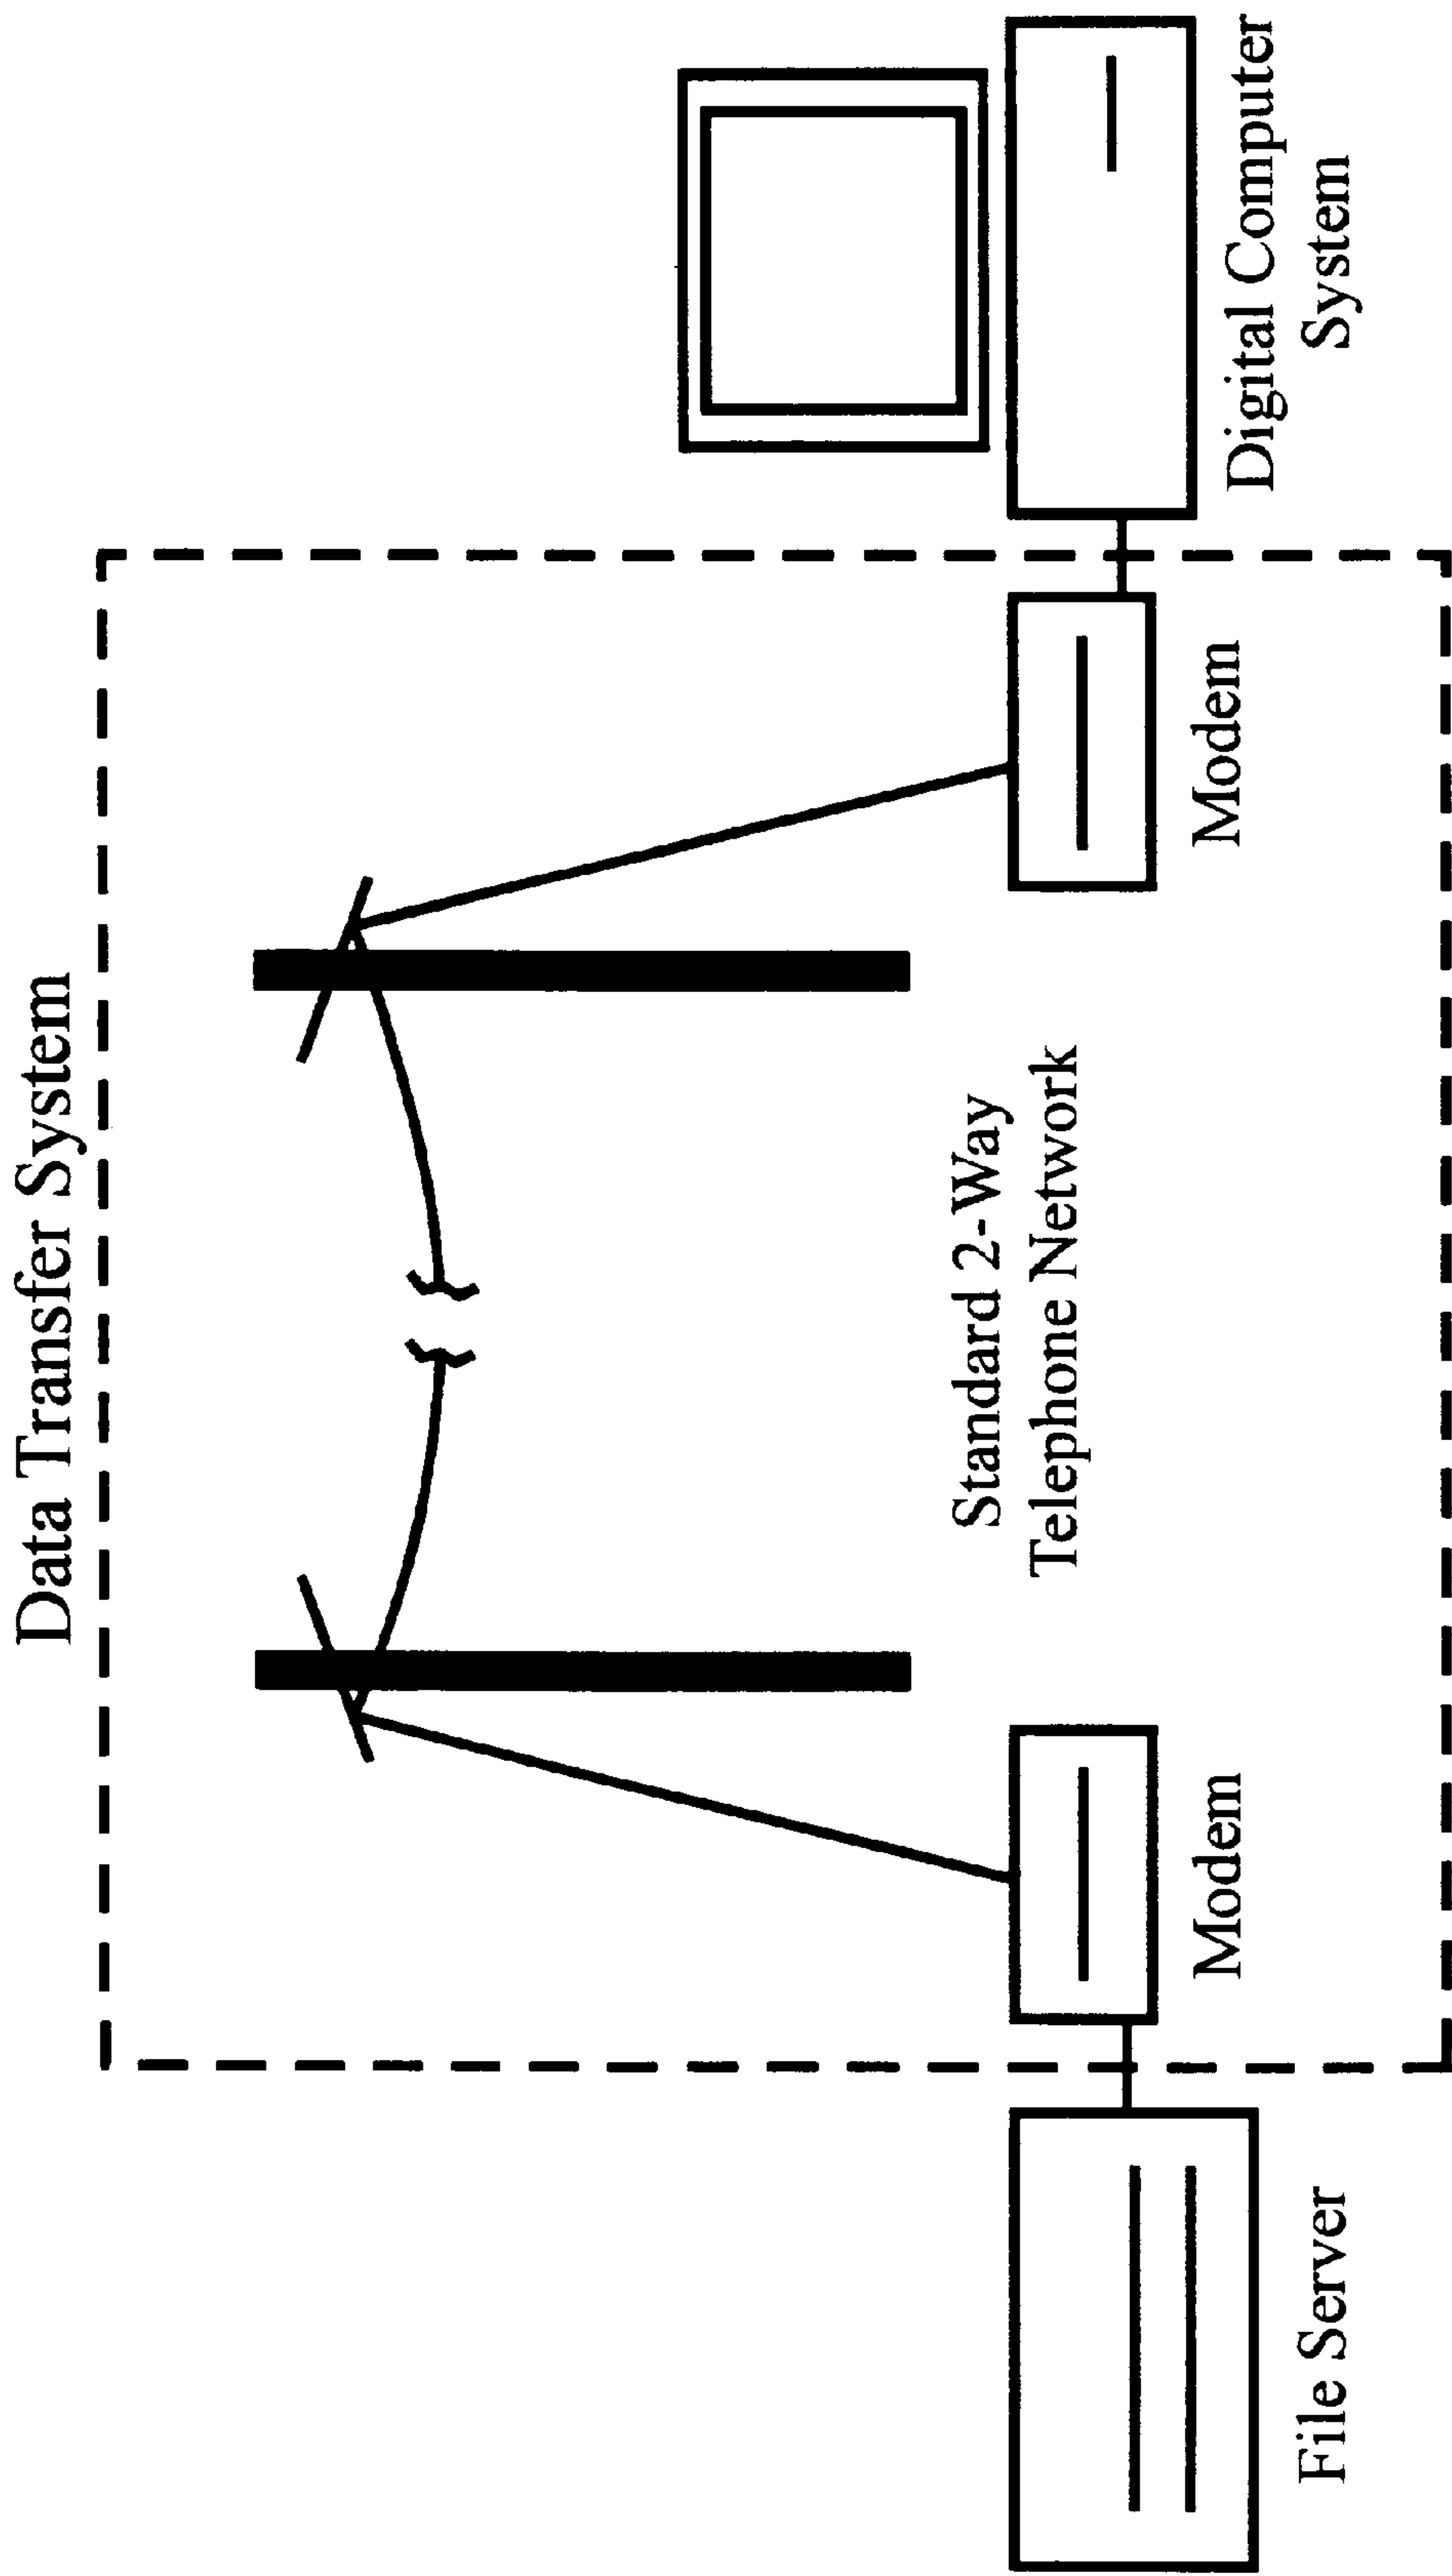 Data Transfer System
Standard 2-Way
Telephone Network
File Server
Modem
Modem
Digital Computer
System